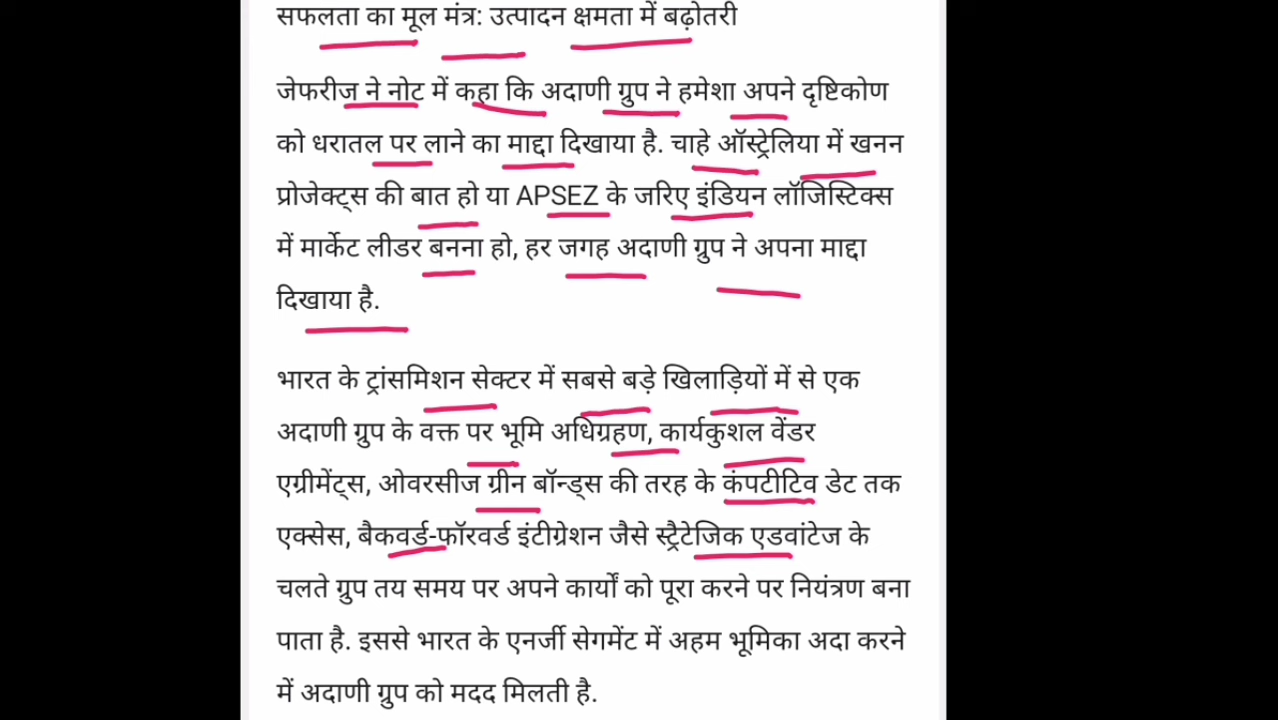 सफलता का मूल मंत्र: उत्पादन क्षमता में बढ़ोतरी
जेफरीज ने नोट में कहा कि अदाणी ग्रुप ने हमेशा अपने दृष्टिकोण
को धरातल पर लाने का माद्दा दिखाया है. चाहे ऑस्ट्रेलिया में खनन
प्रोजेक्ट्स की बात हो या APSEZ के जरिए इंडियन लॉजिस्टिक्स
में मार्केट लीडर बनना हो, हर जगह अदाणी ग्रुप ने अपना माद्दा
दिखाया है.
भारत के ट्रांसमिशन सेक्टर में सबसे बड़े खिलाड़ियों में से एक
अदाणी ग्रुप के वक्त पर भूमि अधिग्रहण, कार्यकुशल वेंडर
एग्रीमेंट्स, ओवरसीज ग्रीन बॉन्ड्स की तरह के कंपटीटिव डेट तक
एक्सेस, बैकवर्ड-फॉरवर्ड इंटीग्रेशन जैसे स्ट्रैटेजिक एडवांटेज के
चलते ग्रुप तय समय पर अपने कार्यों को पूरा करने पर नियंत्रण बना
पाता है. इससे भारत के एनर्जी सेगमेंट में अहम भूमिका अदा करने
में अदाणी ग्रुप को मदद मिलती है.